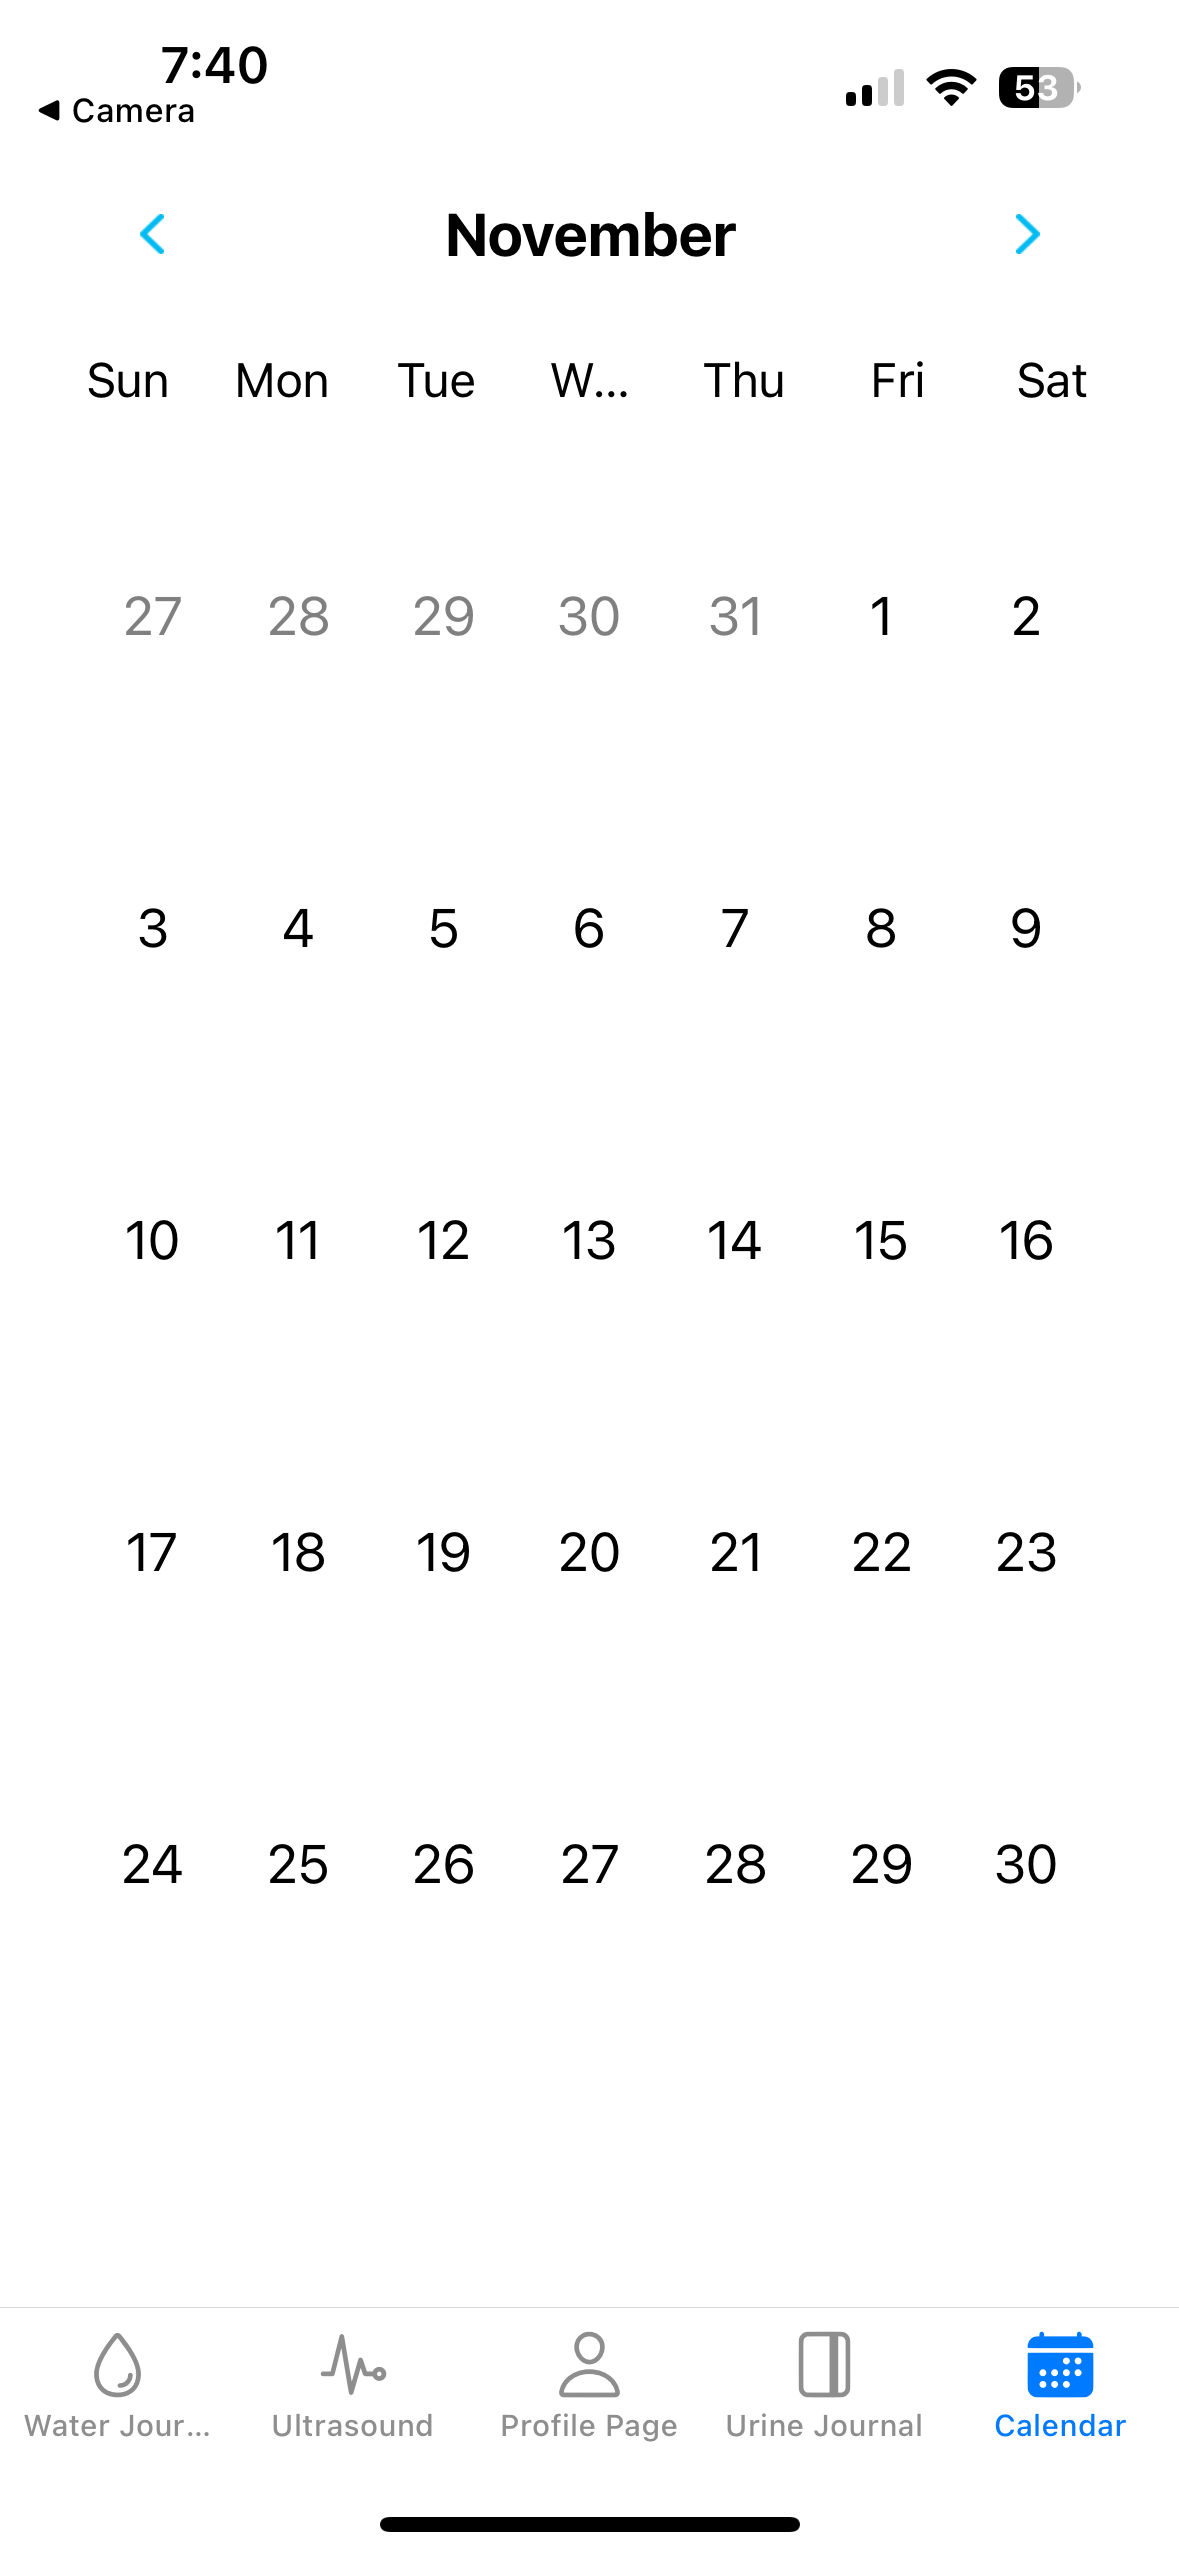 7:40
Camera
53
November
Sun Mon Tue W... Thu Fri Sat
27 28 29 30 31 1 2
3 4 5 6 7 8 9
10 11 12 13 14 15 16
17 18 19 20 21 22 23
24 25 26 27 28 29 30
Water Jour... Ultrasound Profile Page Urine Journal Calendar